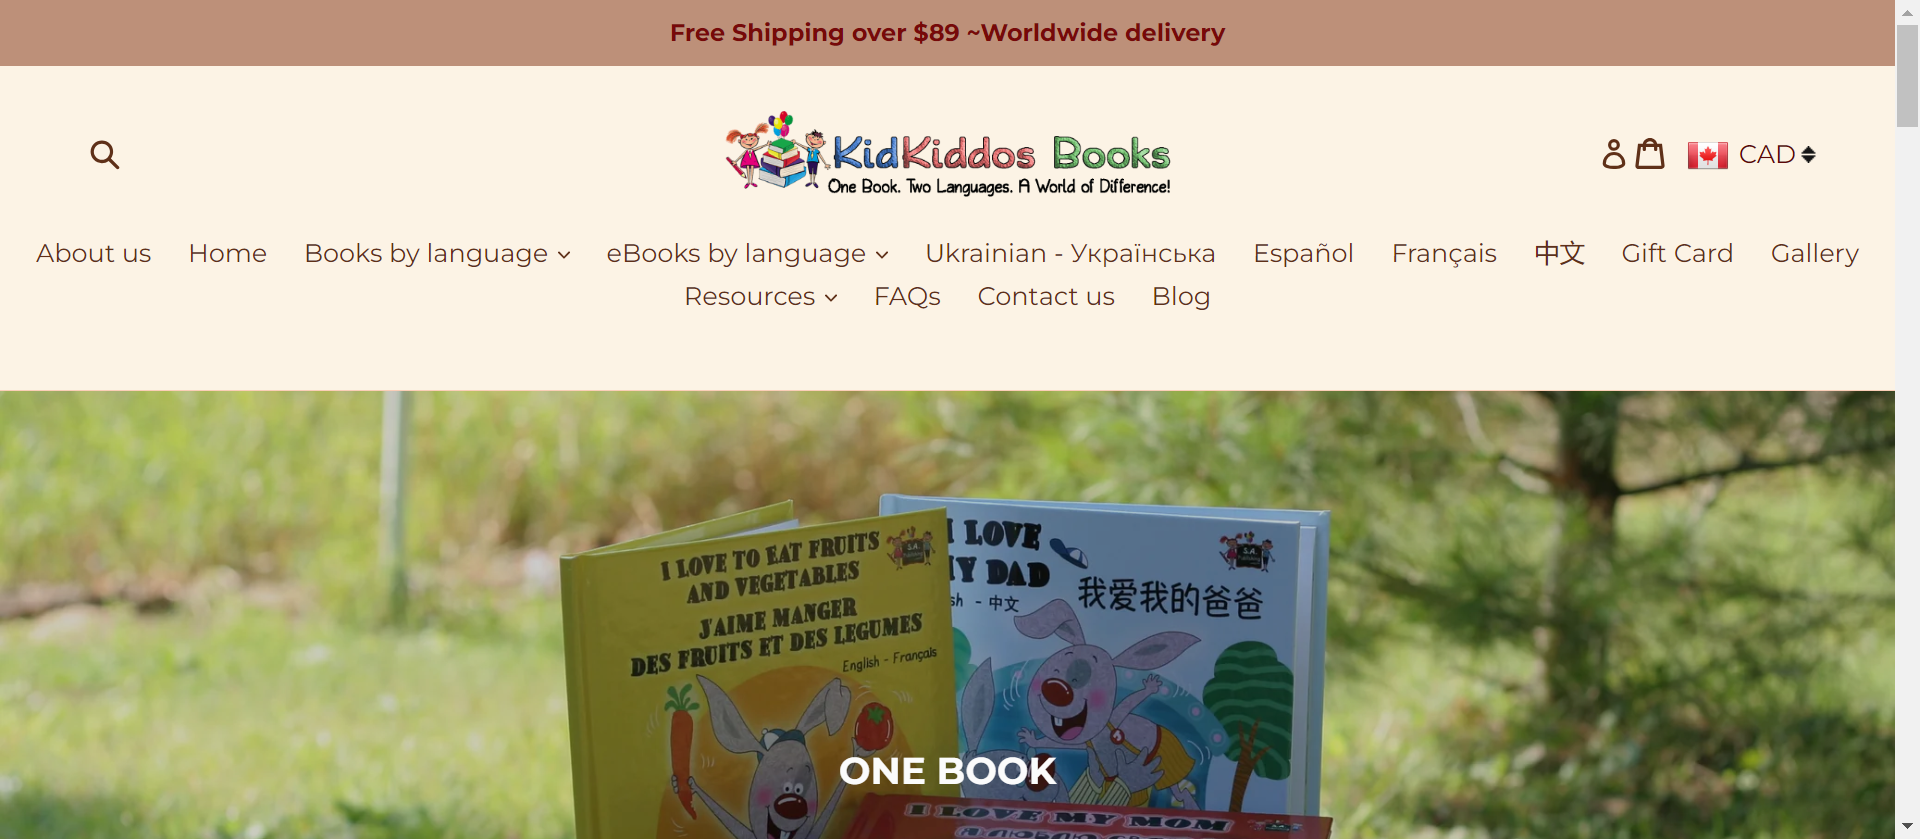 Free Shipping over $89 ~Worldwide delivery
KidKiddos Books
One Book. Two Languages. A World of Difference!
CAD
About us Home Books by language eBooks by language Ukrainian - Українська Español Français 中文 Gift Card Gallery
Resources FAQs Contact us Blog
I LOVE TO EAT FRUITS
AND VEGETABLES
J'AIME MANGER
DES FRUITS ET DES LEGUMES
English - Français
I LOVE
MY DAD
- 中文
我爱我的爸爸
S.A.
S.A.
ONE BOOK
I LOVE MY MOM